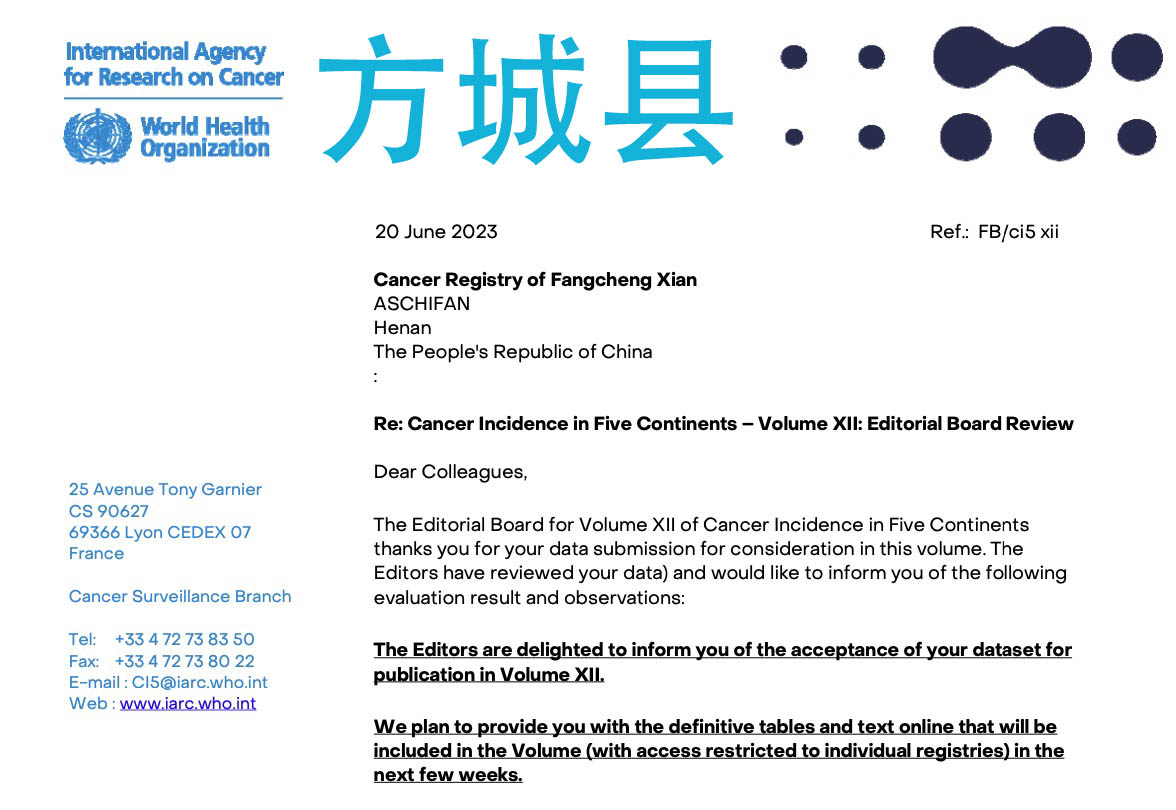 International Agency
for Research on Cancer
World Health
Organization
方城县
20 June 2023
Ref.: FB/ci5 xii
Cancer Registry of Fangcheng Xian
ASCHIFAN
Henan
The People's Republic of China
:
Re: Cancer Incidence in Five Continents – Volume XII: Editorial Board Review
Dear Colleagues,
The Editorial Board for Volume XII of Cancer Incidence in Five Continents
thanks you for your data submission for consideration in this volume. The
Editors have reviewed your data) and would like to inform you of the following
evaluation result and observations:
The Editors are delighted to inform you of the acceptance of your dataset for
publication in Volume XII.
We plan to provide you with the definitive tables and text online that will be
included in the Volume (with access restricted to individual registries) in the
next few weeks.
25 Avenue Tony Garnier
CS 90627
69366 Lyon CEDEX 07
France
Cancer Surveillance Branch
Tel: +33 4 72 73 83 50
Fax: +33 4 72 73 80 22
E-mail : CI5@iarc.who.int
Web : www.iarc.who.int